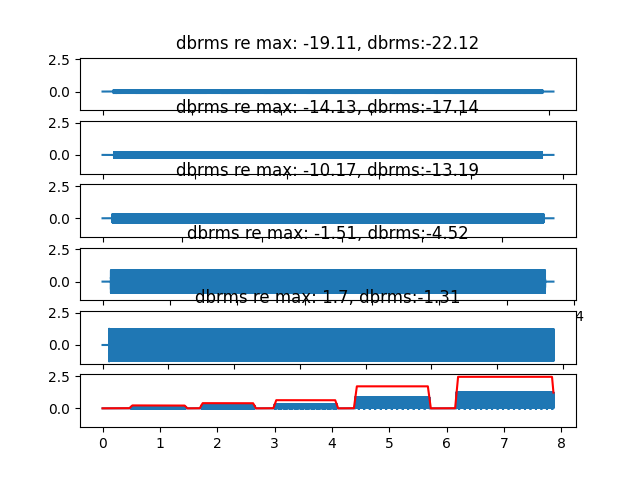 dbrms re max: -19.11, dbrms:-22.12
2.5
0.0
dbrms re max: -14.13, dbrms:-17.14
2.5
0.0
dbrms re max: -10.17, dbrms:-13.19
2.5
0.0
dbrms re max: -1.51, dbrms:-4.52
2.5
0.0
4
dbrms re max: 1.7, dbrms:-1.31
2.5
0.0
2.5
0.0
0 1 2 3 4 5 6 7 8